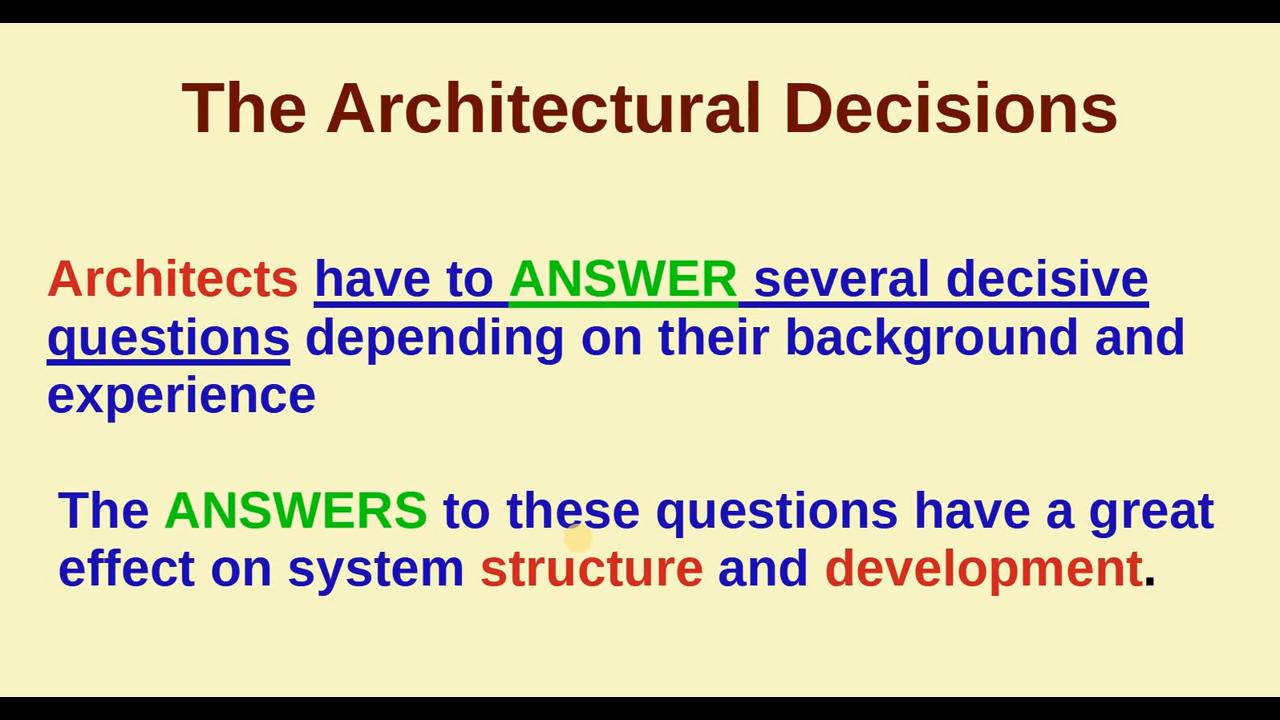 The Architectural Decisions
Architects have to ANSWER several decisive
questions depending on their background and
experience
The ANSWERS to these questions have a great
effect on system structure and development.